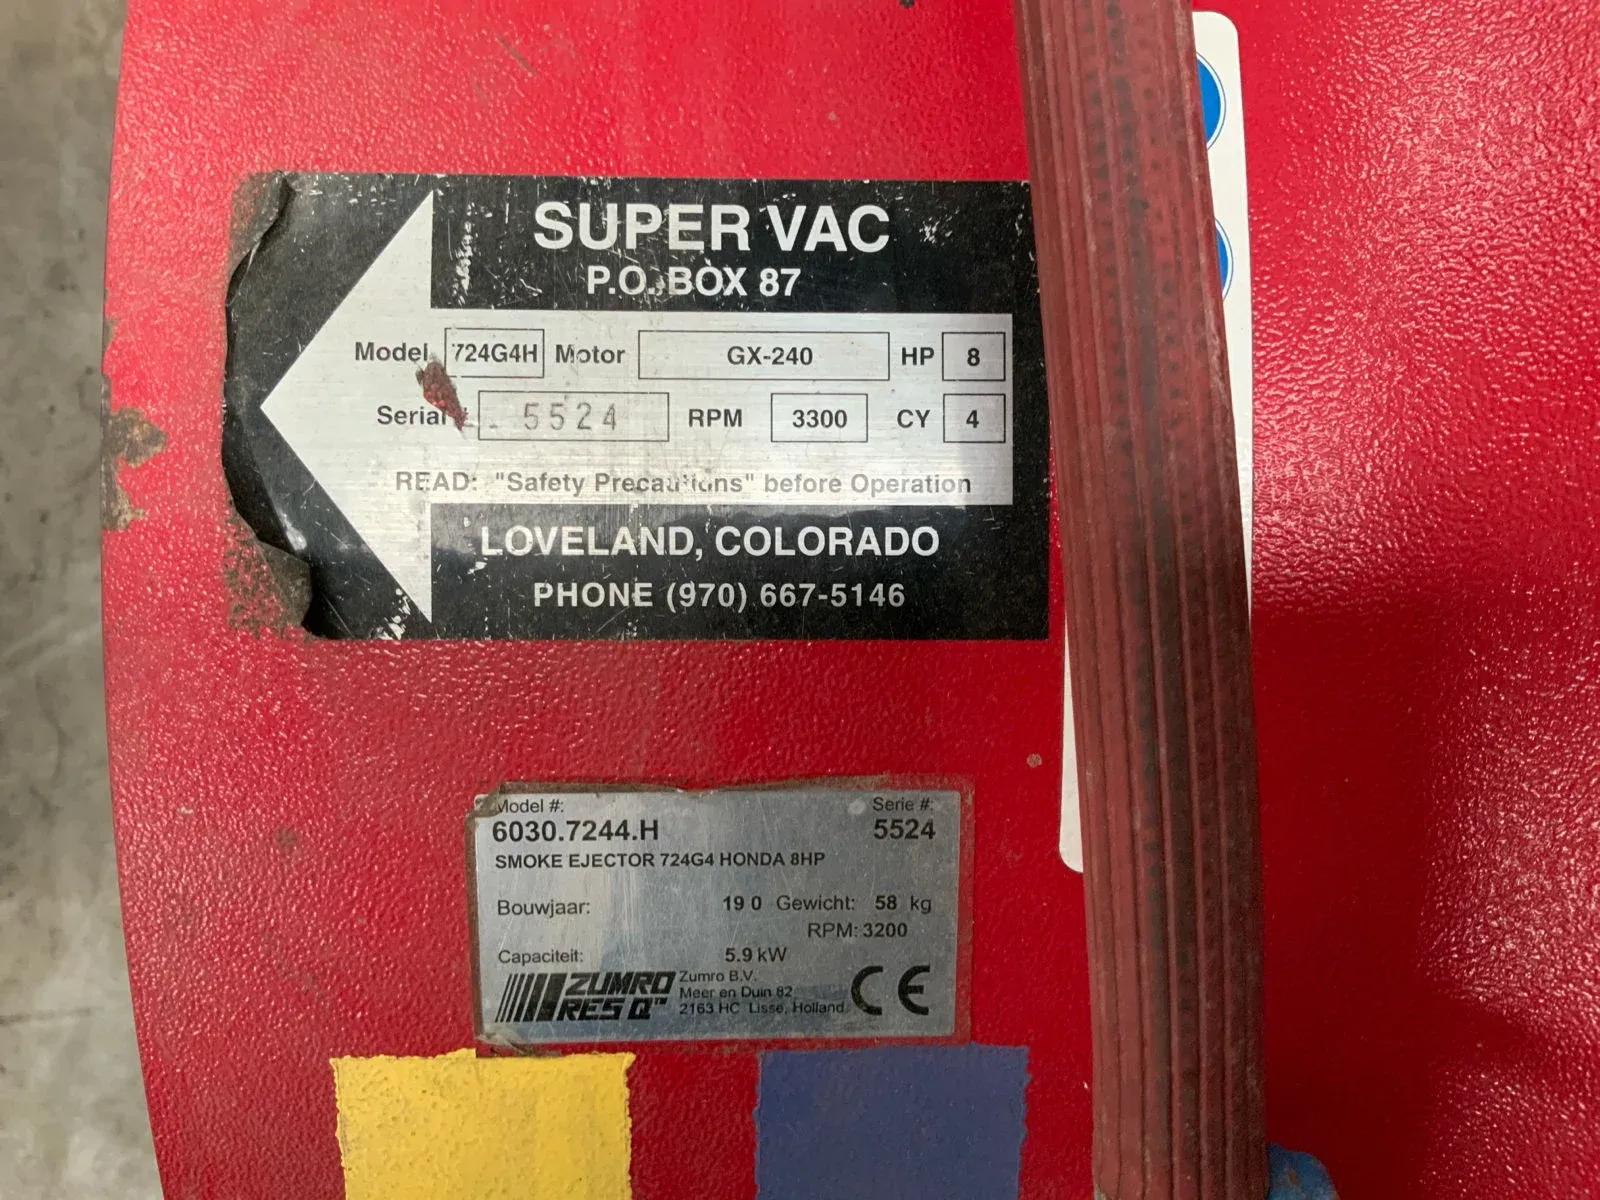 SUPER VAC
P.O. BOX 87
Model 724G4H Motor GX-240 HP 8
Serial # 5524 RPM 3300 CY 4
READ: "Safety Precautions" before Operation
LOVELAND, COLORADO
PHONE (970) 667-5146
Model #: Serie #:
6030.7244.H 5524
SMOKE EJECTOR 724G4 HONDA 8HP
Bouwjaar: 19 0 Gewicht: 58 kg
RPM: 3200
Capaciteit: 5.9 kW
ZUMRO Zumro B.V.
Meer en Duin 82
RES Q™ 2163 HC Lisse, Holland
CE